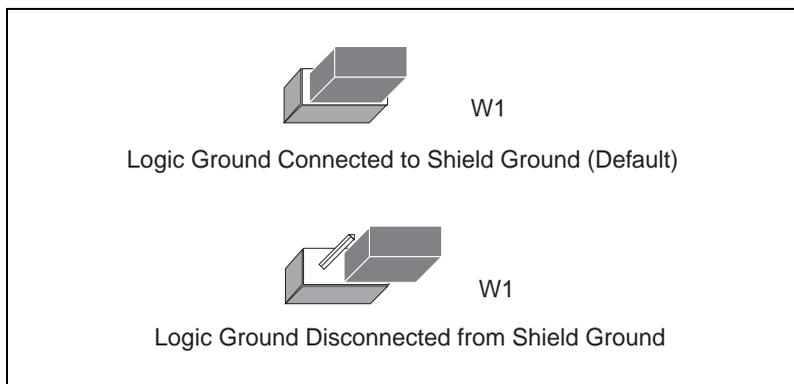 W1
Logic Ground Connected to Shield Ground (Default)
W1
Logic Ground Disconnected from Shield Ground